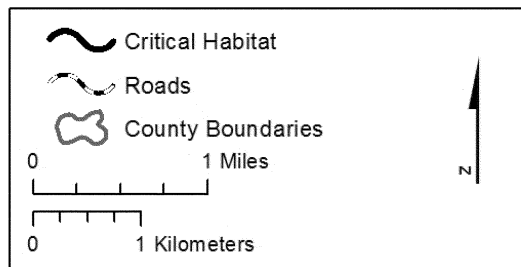 Critical Habitat
Roads
County Boundaries
0 1 Miles
N
0 1 Kilometers